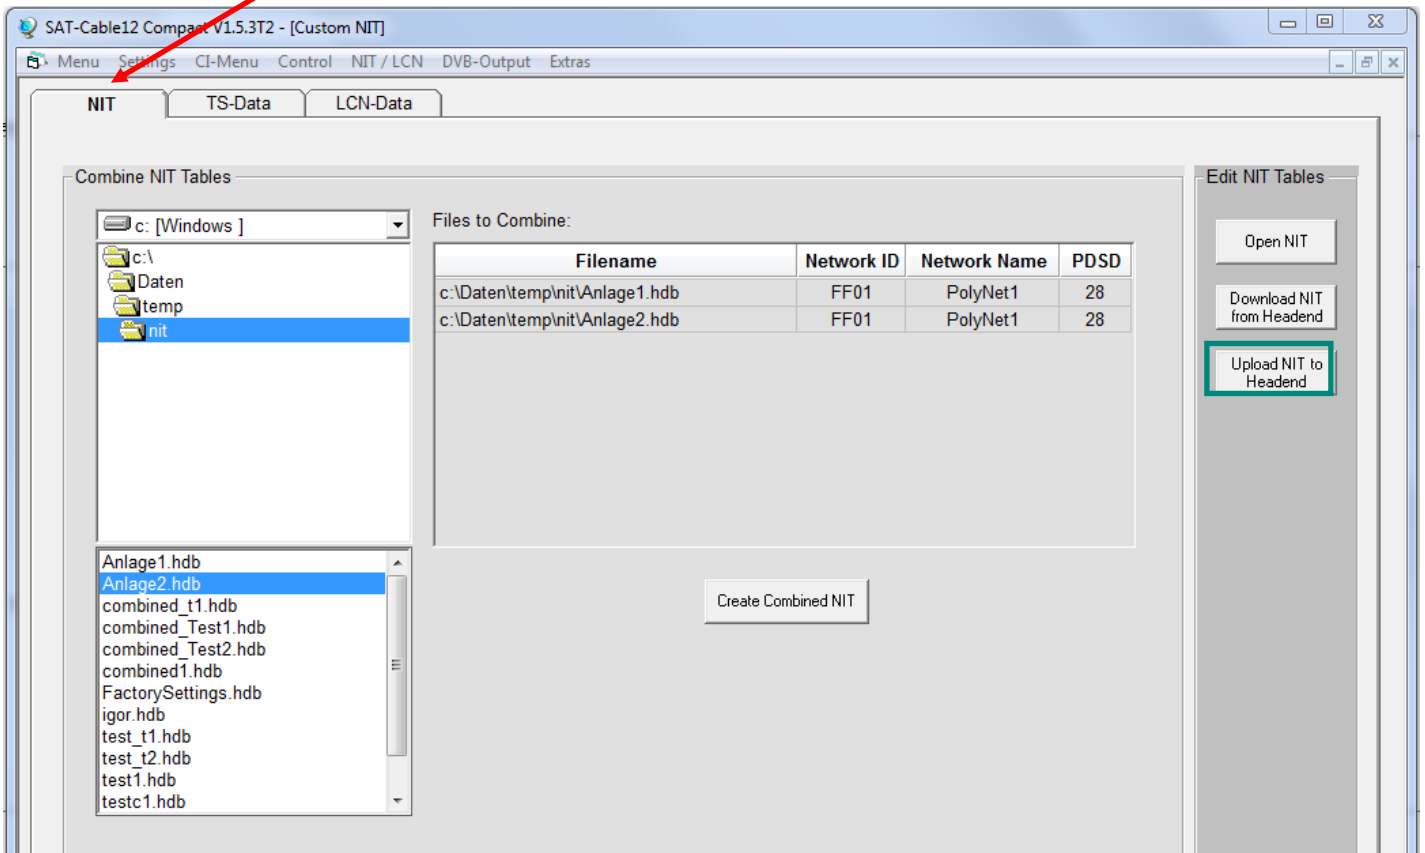 SAT-Cable12 Compact V1.5.3T2 - [Custom NIT]
Menu Settings CI-Menu Control NIT / LCN DVB-Output Extras
NIT TS-Data LCN-Data
Combine NIT Tables
c: [Windows ]
c:\
Daten
temp
nit
Anlage1.hdb
Anlage2.hdb
combined_t1.hdb
combined_Test1.hdb
combined_Test2.hdb
combined1.hdb
FactorySettings.hdb
igor.hdb
test_t1.hdb
test_t2.hdb
test1.hdb
testc1.hdb
Files to Combine:
Filename Network ID Network Name PDSD
c:\Daten\temp\nit\Anlage1.hdb FF01 PolyNet1 28
c:\Daten\temp\nit\Anlage2.hdb FF01 PolyNet1 28
Create Combined NIT
Edit NIT Tables
Open NIT
Download NIT
from Headend
Upload NIT to
Headend